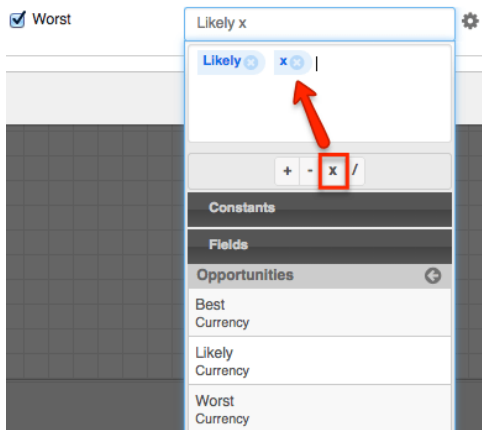 Worst
Likely x
Likely x
+ - x /
Constants
Fields
Opportunities
Best
Currency
Likely
Currency
Worst
Currency